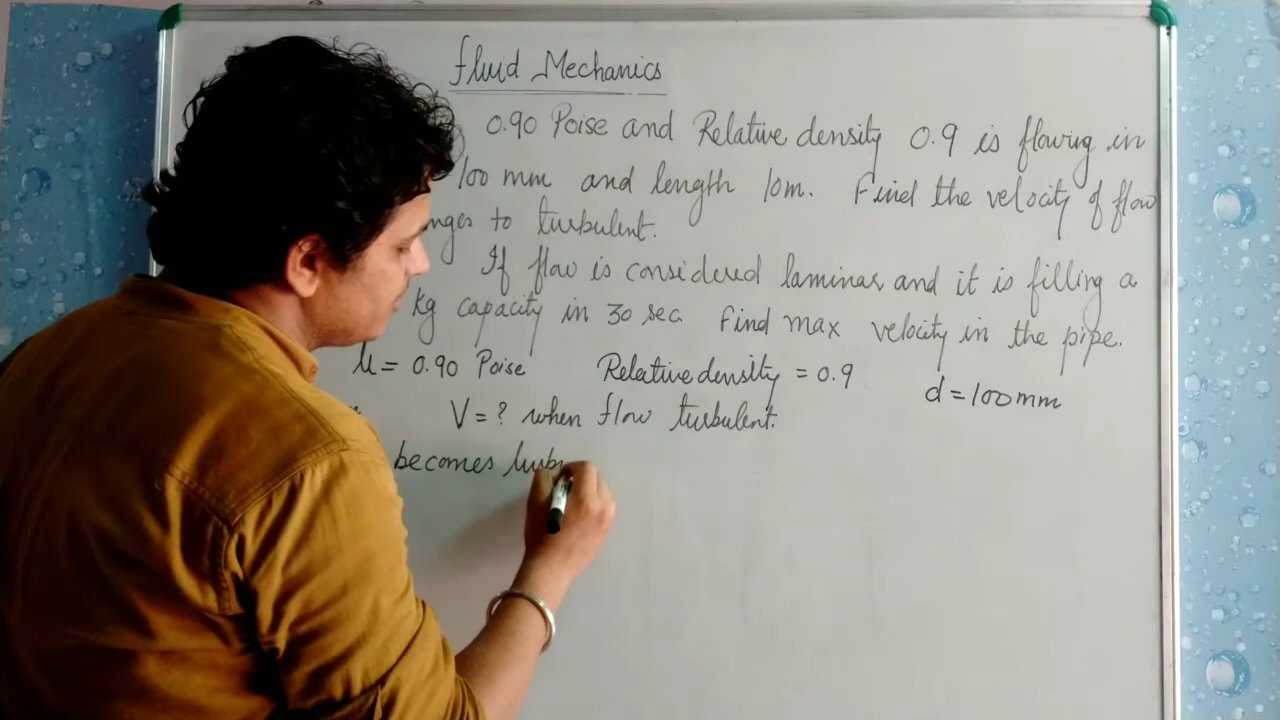 Fluid Mechanics
0.90 Poise and Relative density 0.9 is flowing in
100 mm and length 10m. Find the velocity of flow
nges to turbulent.
If flow is considered laminar and it is filling a
kg capacity in 30 sec. Find max velocity in the pipe.
μ = 0.90 Poise Relative density = 0.9 d = 100mm
V = ? when flow turbulent.
becomes turb